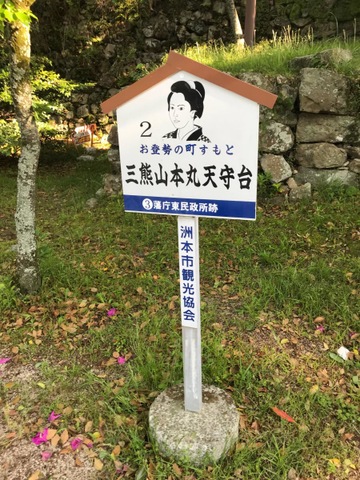 2
お登勢の町すもと
三熊山本丸天守台
③藩庁東民政所跡
洲本市観光協会